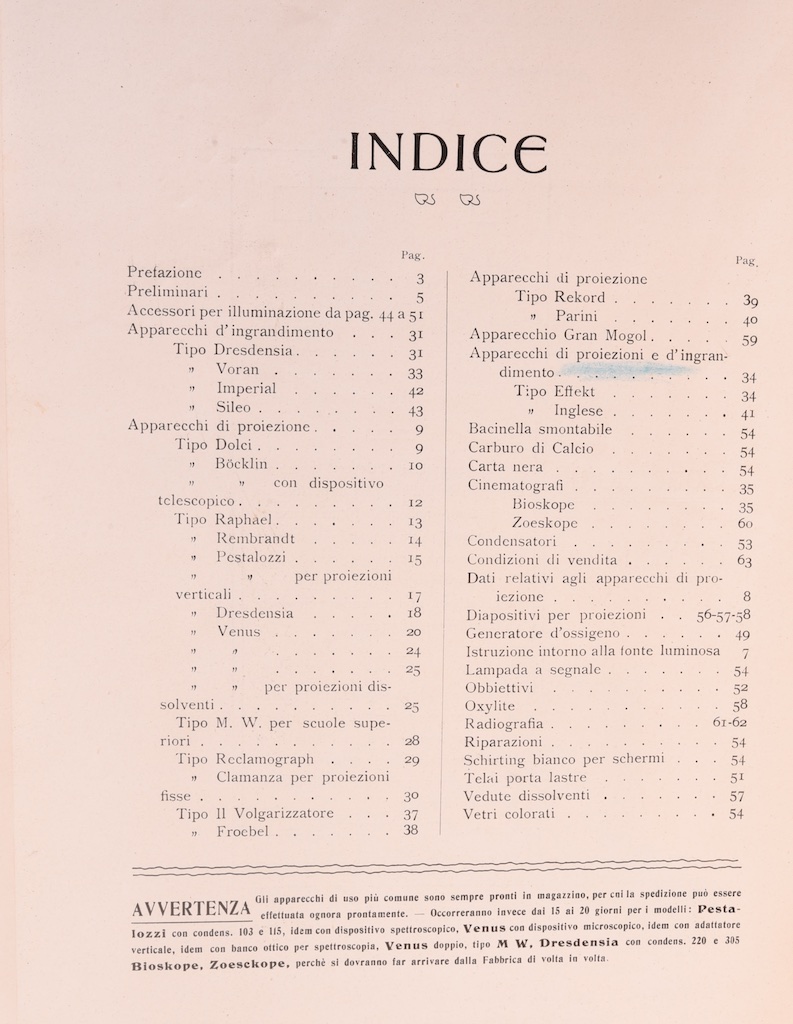 INDICE
Pag.
Prefazione . . . . . . . . . . 3
Preliminari . . . . . . . . . . 5
Accessori per illuminazione da pag. 44 a 51
Apparecchi d'ingrandimento . . . 31
Tipo Dresdensia . . . . . . 31
" Voran . . . . . . . 33
" Imperial . . . . . . 42
" Sileo . . . . . . . . 43
Apparecchi di proiezione . . . . . 9
Tipo Dolci . . . . . . . . 9
" Böcklin . . . . . . . 10
" " con dispositivo
telescopico . . . . . . . . . 12
Tipo Raphael . . . . . . . 13
" Rembrandt . . . . . 14
" Pestalozzi . . . . . . 15
" " per proiezioni
verticali . . . . . . . . . . 17
" Dresdensia . . . . . 18
" Venus . . . . . . . 20
" " . . . . . . . 24
" " . . . . . . . 25
" " per proiezioni dis-
solventi . . . . . . . . . . 25
Tipo M. W. per scuole supe-
riori . . . . . . . . . . . 28
Tipo Reclamograph . . . . 29
" Clamanza per proiezioni
fisse . . . . . . . . . . . 30
Tipo Il Volgarizzatore . . . 37
" Froebel . . . . . . . 38
Pag.
Apparecchi di proiezione
Tipo Rekord . . . . . . . 39
" Parini . . . . . . . 40
Apparecchio Gran Mogol . . . . . 59
Apparecchi di proiezioni e d'ingran-
dimento . . . . . . . . . . 34
Tipo Effekt . . . . . . . 34
" Inglese . . . . . . . 41
Bacinella smontabile . . . . . . 54
Carburo di Calcio . . . . . . 54
Carta nera . . . . . . . . . 54
Cinematografi . . . . . . . . . 35
Bioskope . . . . . . . 35
Zoeskope . . . . . . . . 60
Condensatori . . . . . . . . . 53
Condizioni di vendita . . . . . . 63
Dati relativi agli apparecchi di pro-
iezione . . . . . . . . . . 8
Diapositivi per proiezioni . . 56-57-58
Generatore d'ossigeno . . . . . . 49
Istruzione intorno alla fonte luminosa 7
Lampada a segnale . . . . . . . 54
Obbiettivi . . . . . . . . . . 52
Oxylite . . . . . . . . . . . 58
Radiografia . . . . . . . . . 61-62
Riparazioni . . . . . . . . . . 54
Schirting bianco per schermi . . . 54
Telai porta lastre . . . . . . . 51
Vedute dissolventi . . . . . . . 57
Vetri colorati . . . . . . . . . 54
AVVERTENZA Gli apparecchi di uso più comune sono sempre pronti in magazzino, per cui la spedizione può essere
effettuata ognora prontamente. — Occorreranno invece dai 15 ai 20 giorni per i modelli: Pesta-
lozzi con condens. 103 e 115, idem con dispositivo spettroscopico, Venus con dispositivo microscopico, idem con adattatore
verticale, idem con banco ottico per spettroscopia, Venus doppio, tipo M W, Dresdensia con condens. 220 e 305
Bioskope, Zoesckope, perchè si dovranno far arrivare dalla Fabbrica di volta in volta.